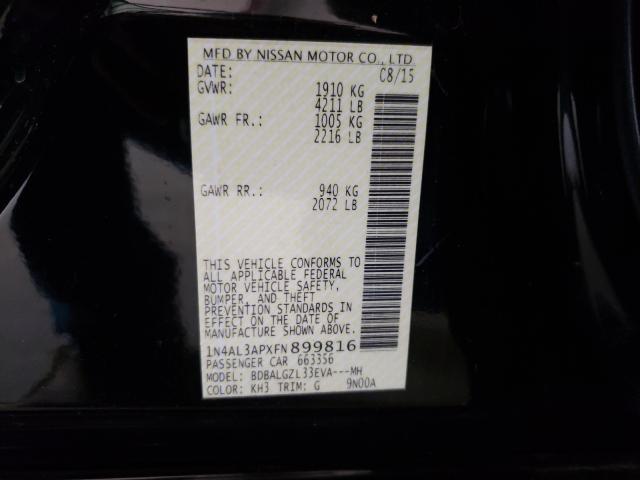 MFD BY NISSAN MOTOR CO., LTD
DATE: 08/15
GVWR: 1910 KG
4211 LB
GAWR FR.: 1005 KG
2216 LB
GAWR RR.: 940 KG
2072 LB
THIS VEHICLE CONFORMS TO
ALL APPLICABLE FEDERAL
MOTOR VEHICLE SAFETY,
BUMPER, AND THEFT
PREVENTION STANDARDS IN
EFFECT ON THE DATE OF
MANUFACTURE SHOWN ABOVE.
1N4AL3APXFN899816
PASSENGER CAR 663356
MODEL: BDBALGZL33EVA---MH
COLOR: KH3 TRIM: G 9N00A